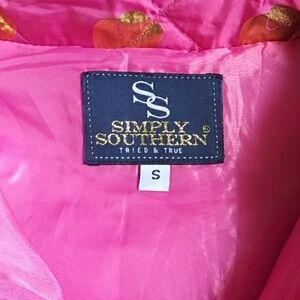 SS
SIMPLY
SOUTHERN®
TRIED & TRUE
S